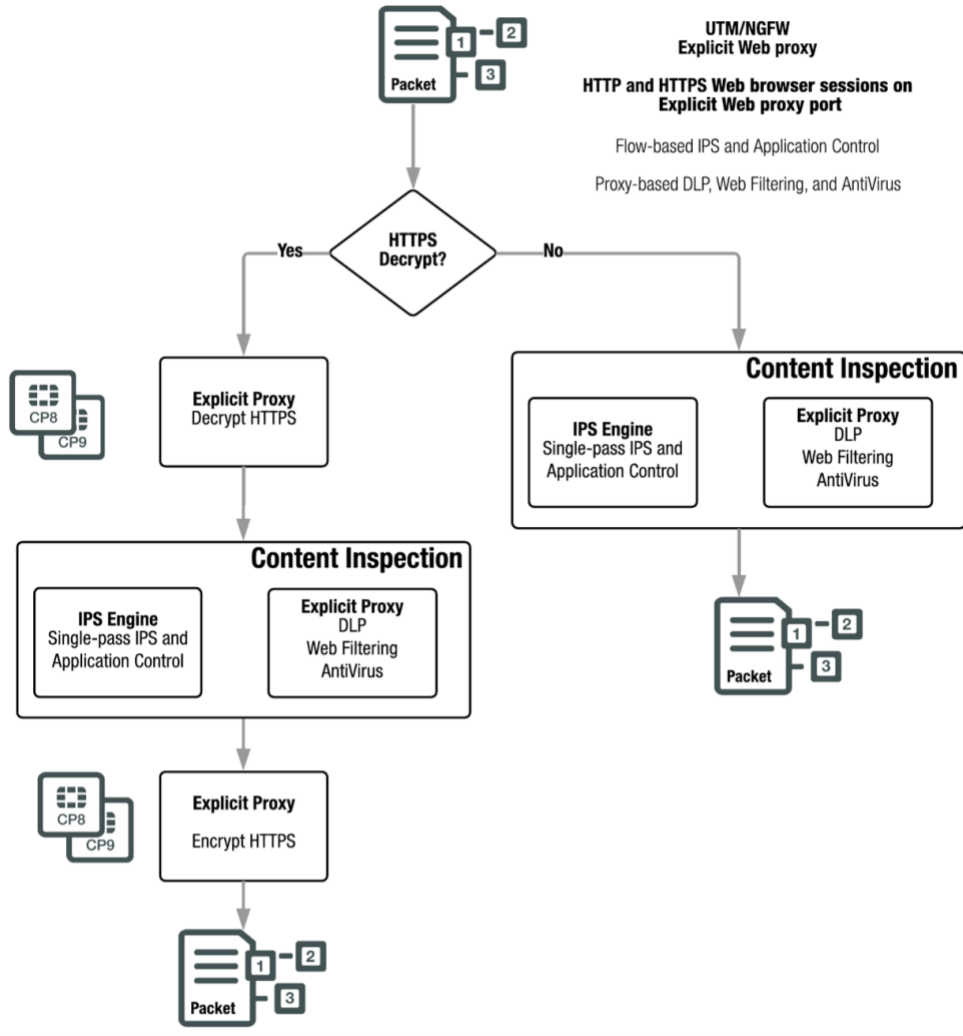 1
2
3
Packet
UTM/NGFW
Explicit Web proxy
HTTP and HTTPS Web browser sessions on
Explicit Web proxy port
Flow-based IPS and Application Control
Proxy-based DLP, Web Filtering, and AntiVirus
HTTPS
Decrypt?
Yes
No
CP8
CP9
Explicit Proxy
Decrypt HTTPS
Content Inspection
IPS Engine
Single-pass IPS and
Application Control
Explicit Proxy
DLP
Web Filtering
AntiVirus
Content Inspection
IPS Engine
Single-pass IPS and
Application Control
Explicit Proxy
DLP
Web Filtering
AntiVirus
1
2
3
Packet
CP8
CP9
Explicit Proxy
Encrypt HTTPS
1
2
3
Packet